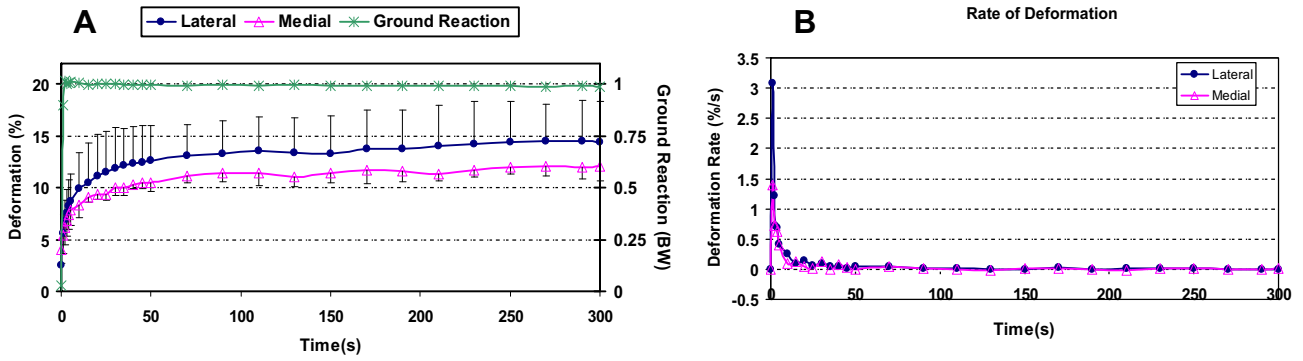 A
Lateral Medial Ground Reaction
Deformation (%)
20
15
10
5
0
0 50 100 150 200 250 300
Time(s)
1
0.75
0.5
0.25
0
Ground Reaction (BW)
B
Rate of Deformation
Deformation Rate (%/s)
3.5
3
2.5
2
1.5
1
0.5
0
-0.5
0 50 100 150 200 250 300
Time(s)
Lateral
Medial